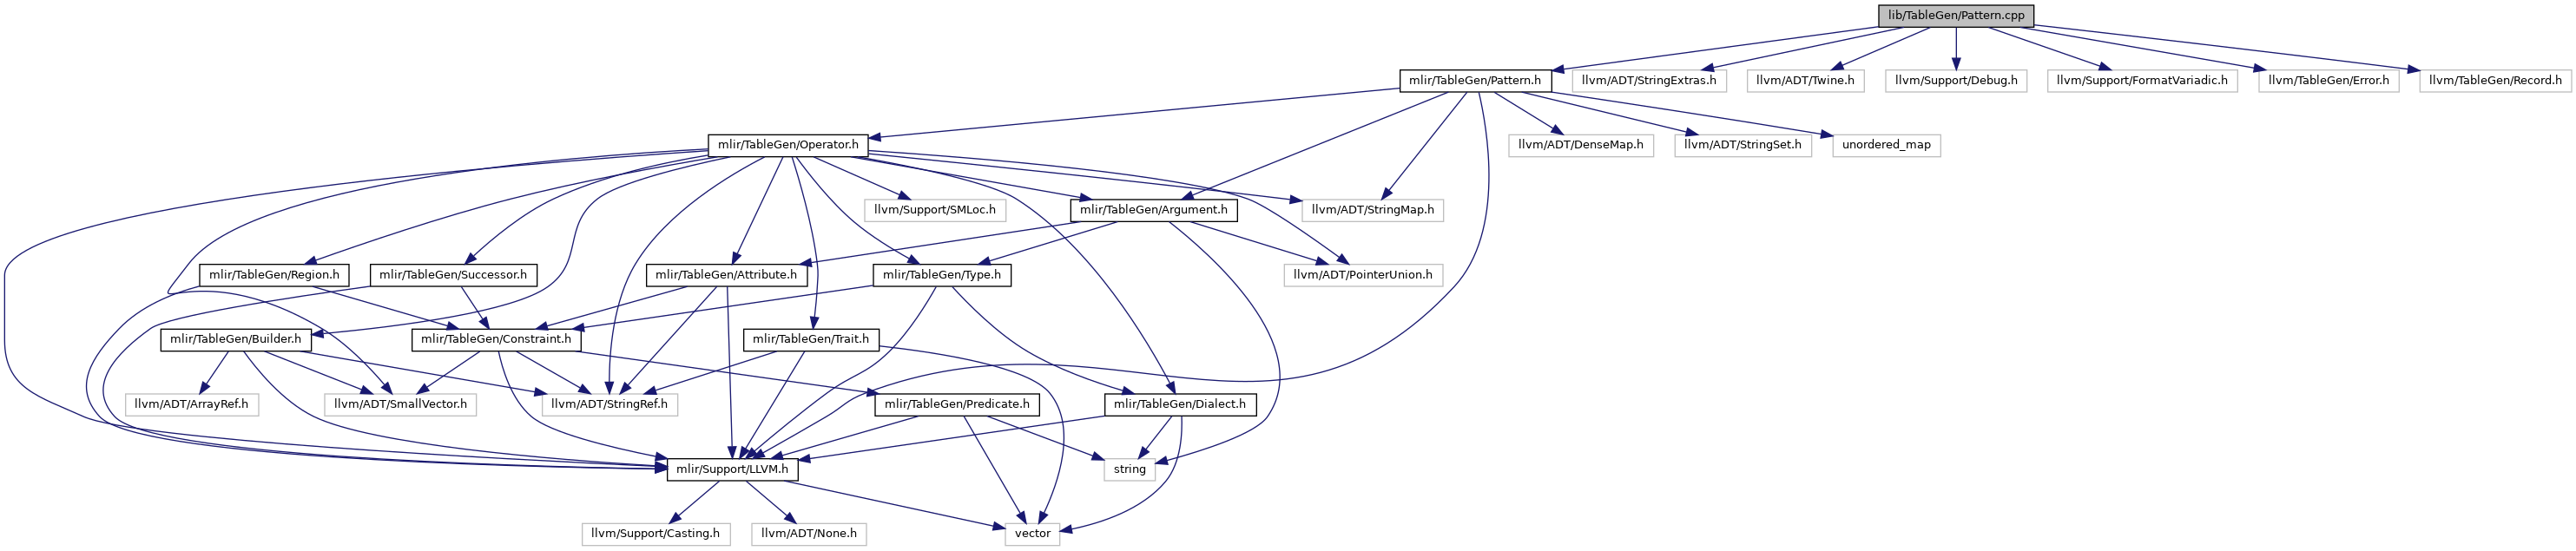 lib/TableGen/Pattern.cpp
mlir/TableGen/Pattern.h
llvm/ADT/StringExtras.h
llvm/ADT/Twine.h
llvm/Support/Debug.h
llvm/Support/FormatVariadic.h
llvm/TableGen/Error.h
llvm/TableGen/Record.h
mlir/TableGen/Operator.h
llvm/ADT/DenseMap.h
llvm/ADT/StringSet.h
unordered_map
llvm/Support/SMLoc.h
mlir/TableGen/Argument.h
llvm/ADT/StringMap.h
mlir/TableGen/Region.h
mlir/TableGen/Successor.h
mlir/TableGen/Attribute.h
mlir/TableGen/Type.h
llvm/ADT/PointerUnion.h
mlir/TableGen/Builder.h
mlir/TableGen/Constraint.h
mlir/TableGen/Trait.h
llvm/ADT/ArrayRef.h
llvm/ADT/SmallVector.h
llvm/ADT/StringRef.h
mlir/TableGen/Predicate.h
mlir/TableGen/Dialect.h
mlir/Support/LLVM.h
string
llvm/Support/Casting.h
llvm/ADT/None.h
vector